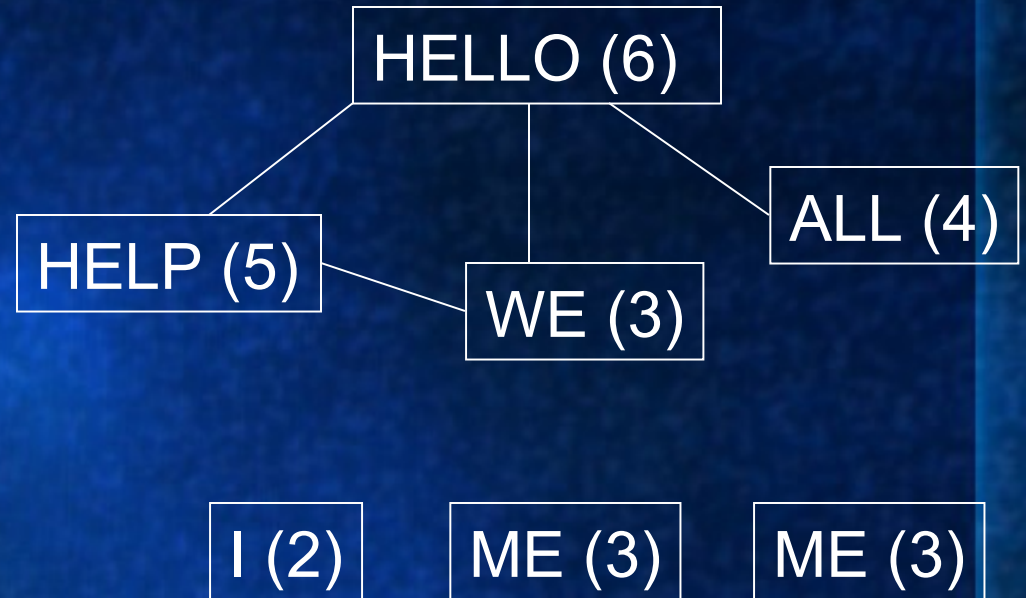 HELLO (6)
ALL (4)
HELP (5)
WE (3)
I (2)
ME (3)
ME (3)